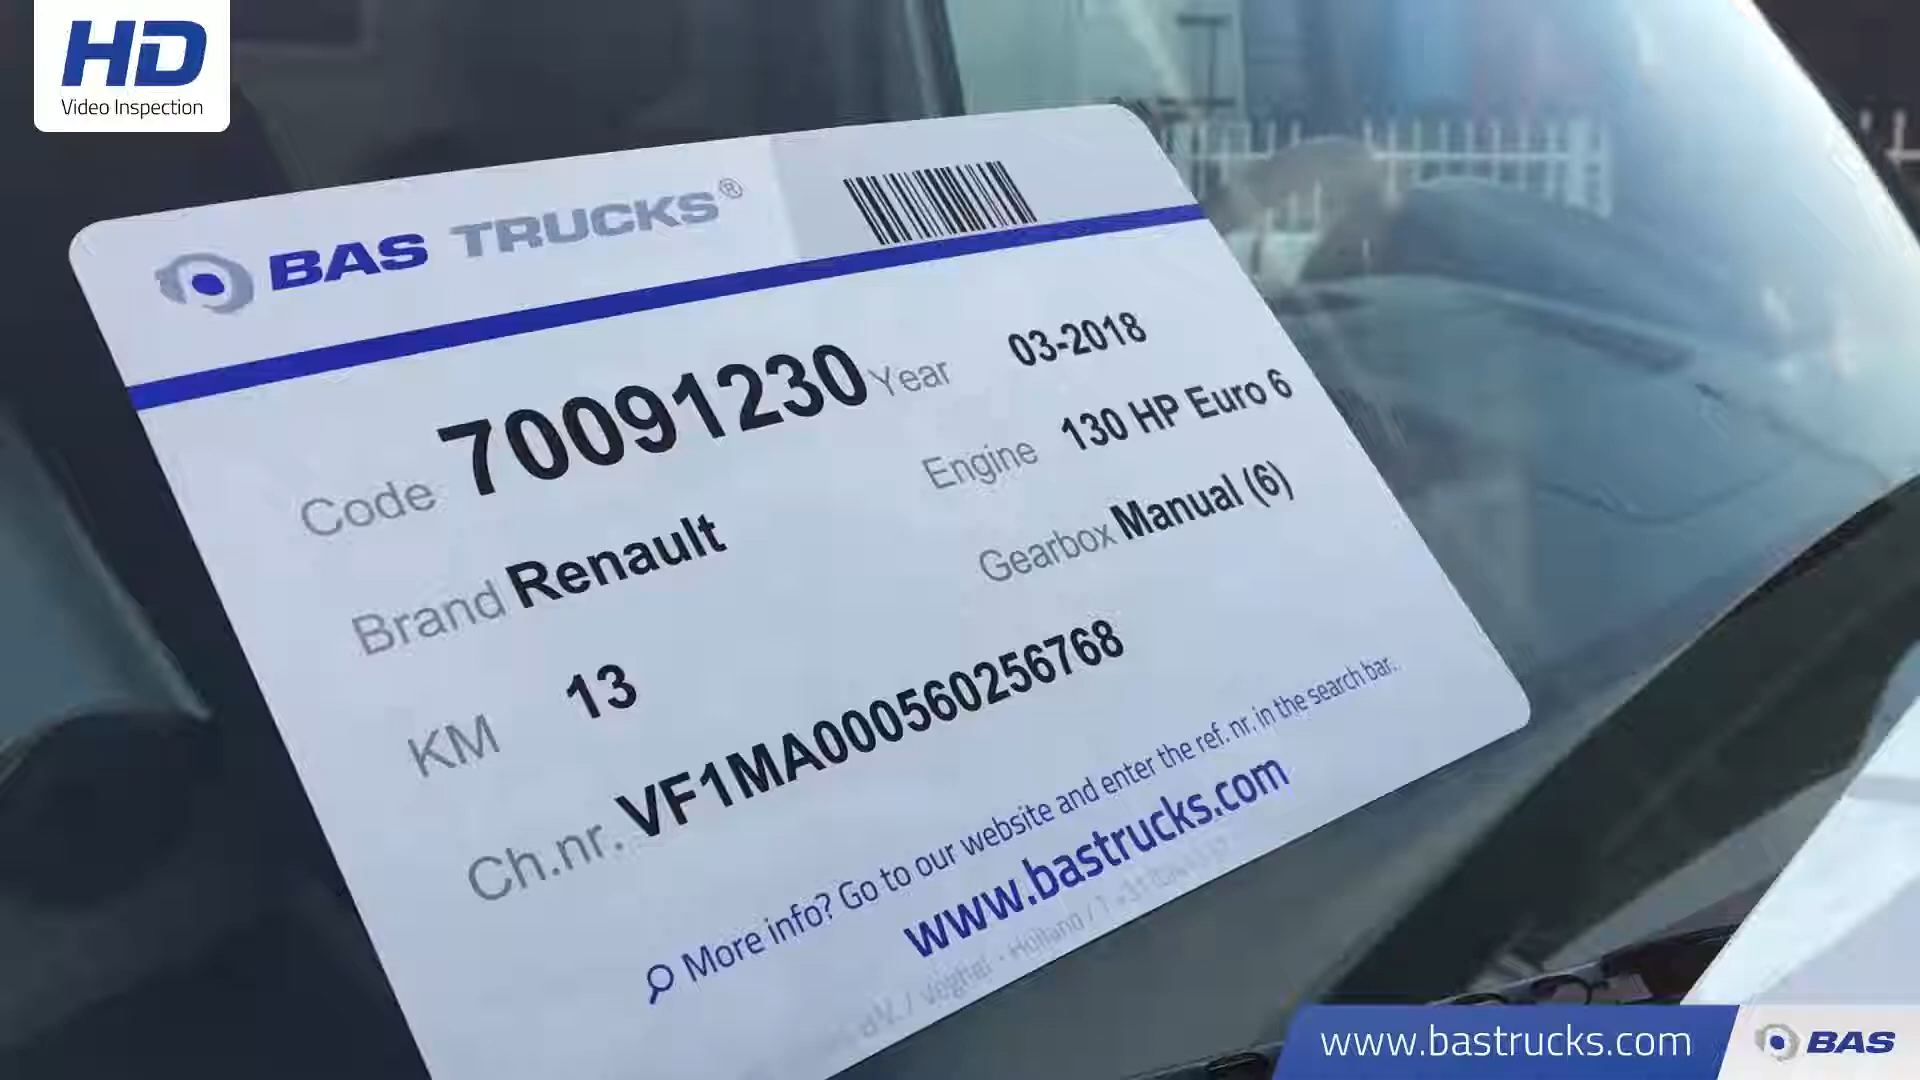 HD
Video Inspection
BAS TRUCKS®
Code 70091230
Year 03-2018
Brand Renault
Engine 130 HP Euro 6
KM 13
Gearbox Manual (6)
Ch.nr. VF1MA000560256768
More info? Go to our website and enter the ref. nr. in the search bar.
www.bastrucks.com
B.V. / Veghel - Holland / T
www.bastrucks.com
BAS